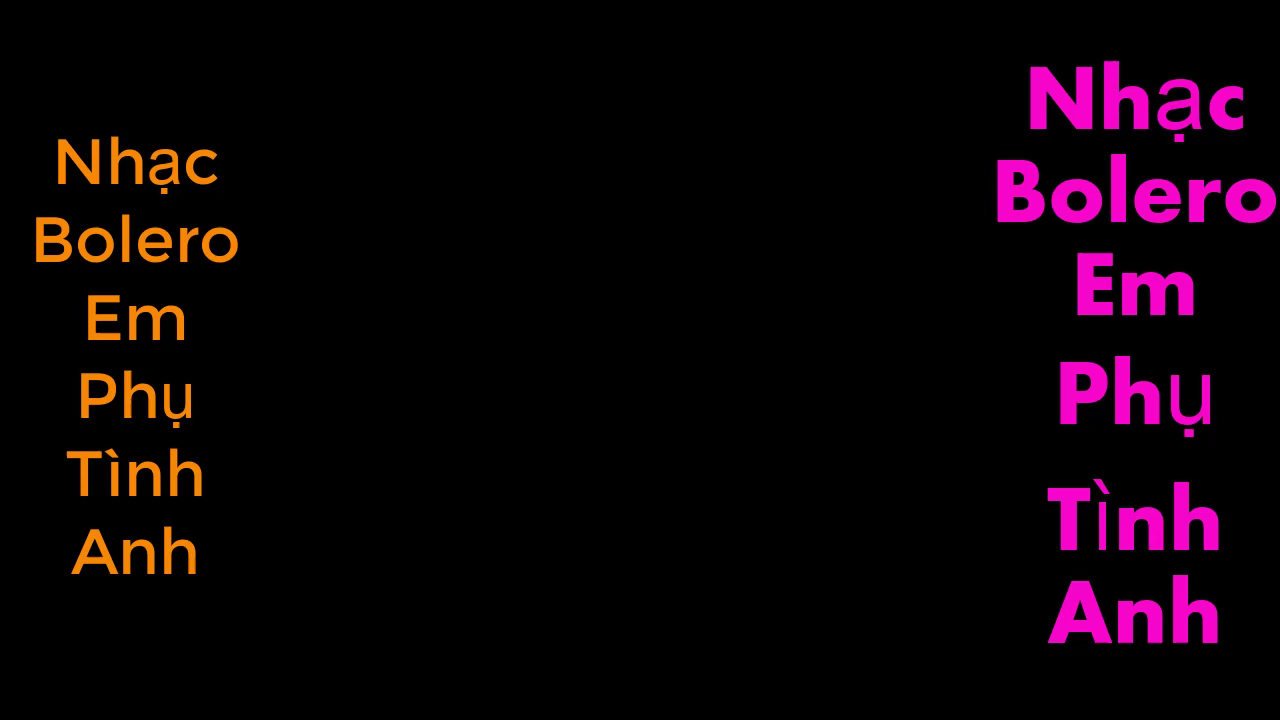 Nhạc
Bolero
Em
Phụ
Tình
Anh
Nhạc
Bolero
Em
Phụ
Tình
Anh